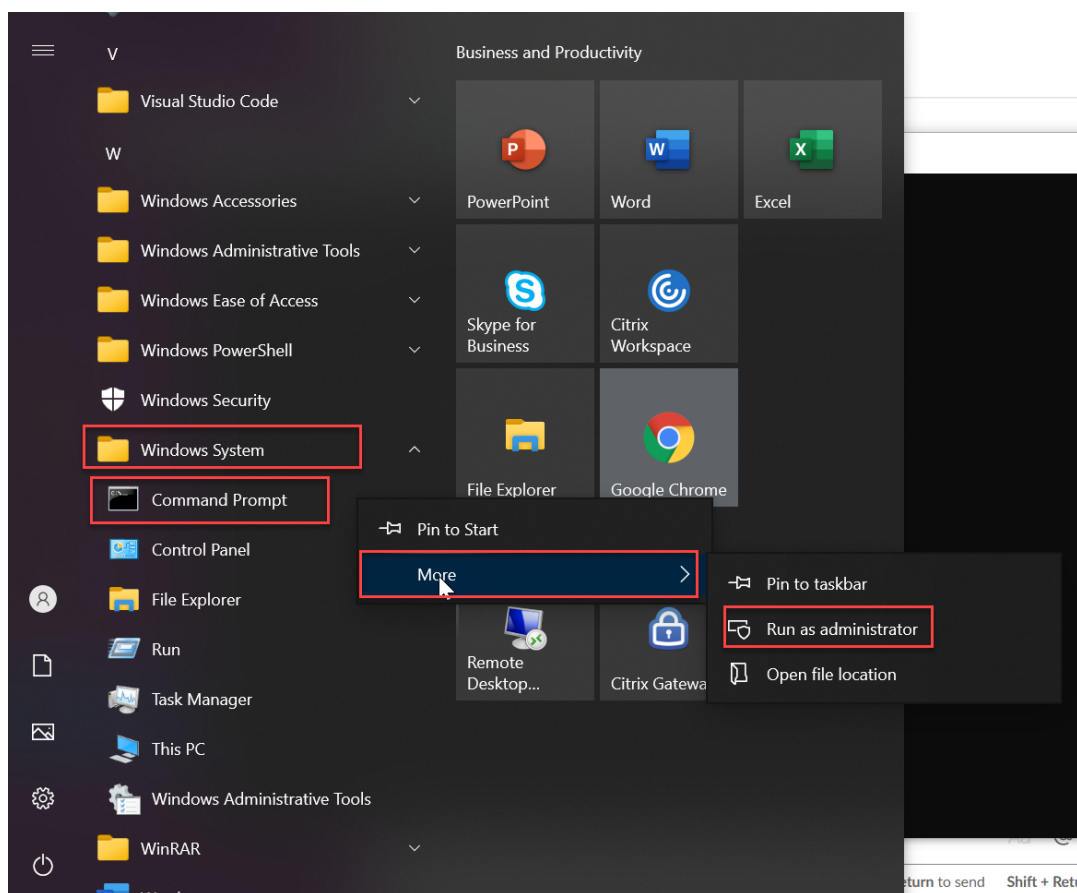 V
Visual Studio Code
W
Windows Accessories
Windows Administrative Tools
Windows Ease of Access
Windows PowerShell
Windows Security
Windows System
Command Prompt
Control Panel
File Explorer
Run
Task Manager
This PC
Windows Administrative Tools
WinRAR
Business and Productivity
PowerPoint
Word
Excel
Skype for
Business
Citrix
Workspace
File Explorer
Google Chrome
Remote
Desktop...
Citrix Gatewa
Pin to Start
More
Pin to taskbar
Run as administrator
Open file location
eturn to send Shift + Retu